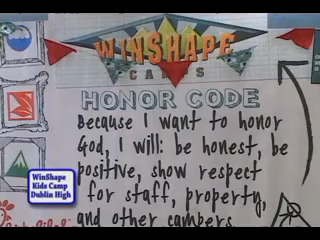 WINSHAPE
CAMPS
HONOR CODE
Because I want to honor
God, I will: be honest, be
positive, show respect
for staff, property,
and other campers
WinShape
Kids Camp
Dublin High